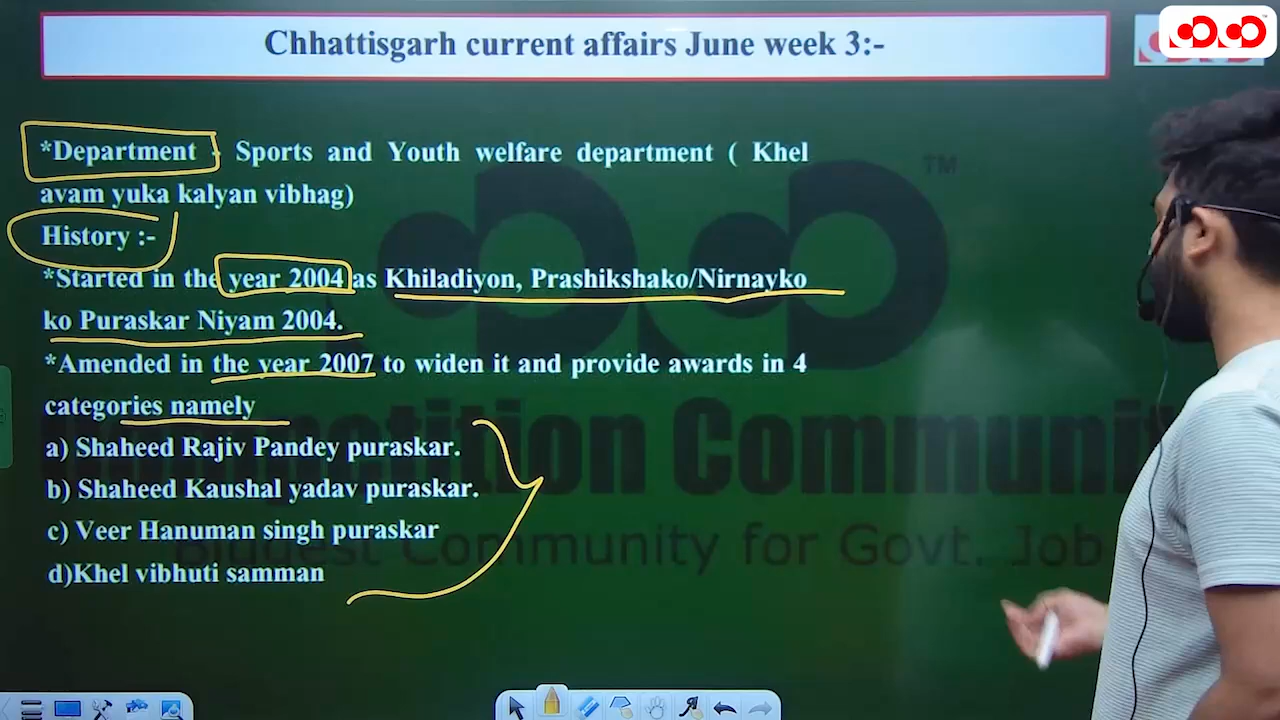 Chhattisgarh current affairs June week 3:-
*Department - Sports and Youth welfare department ( Khel
avam yuka kalyan vibhag)
History :-
*Started in the year 2004 as Khiladiyon, Prashikshako/Nirnayko
ko Puraskar Niyam 2004.
*Amended in the year 2007 to widen it and provide awards in 4
categories namely
a) Shaheed Rajiv Pandey puraskar.
b) Shaheed Kaushal yadav puraskar.
c) Veer Hanuman singh puraskar
d)Khel vibhuti samman
TM
Competition Community
Biggest Community for Govt. Job